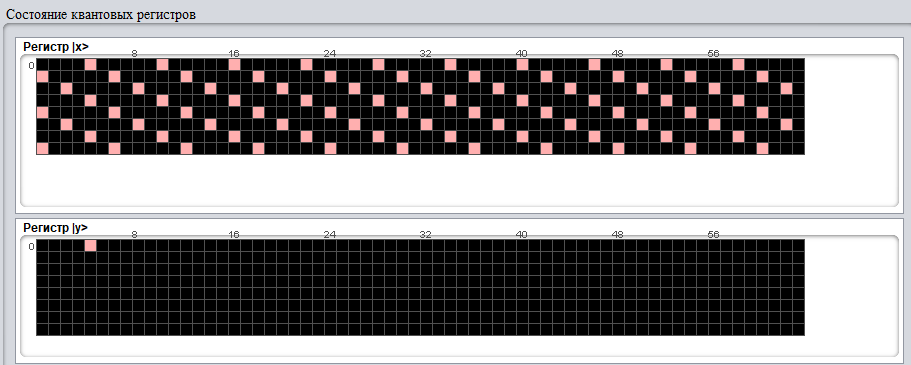 Состояние квантовых регистров
Регистр |x>
8 16 24 32 40 48 56
0
Регистр |y>
8 16 24 32 40 48 56
0